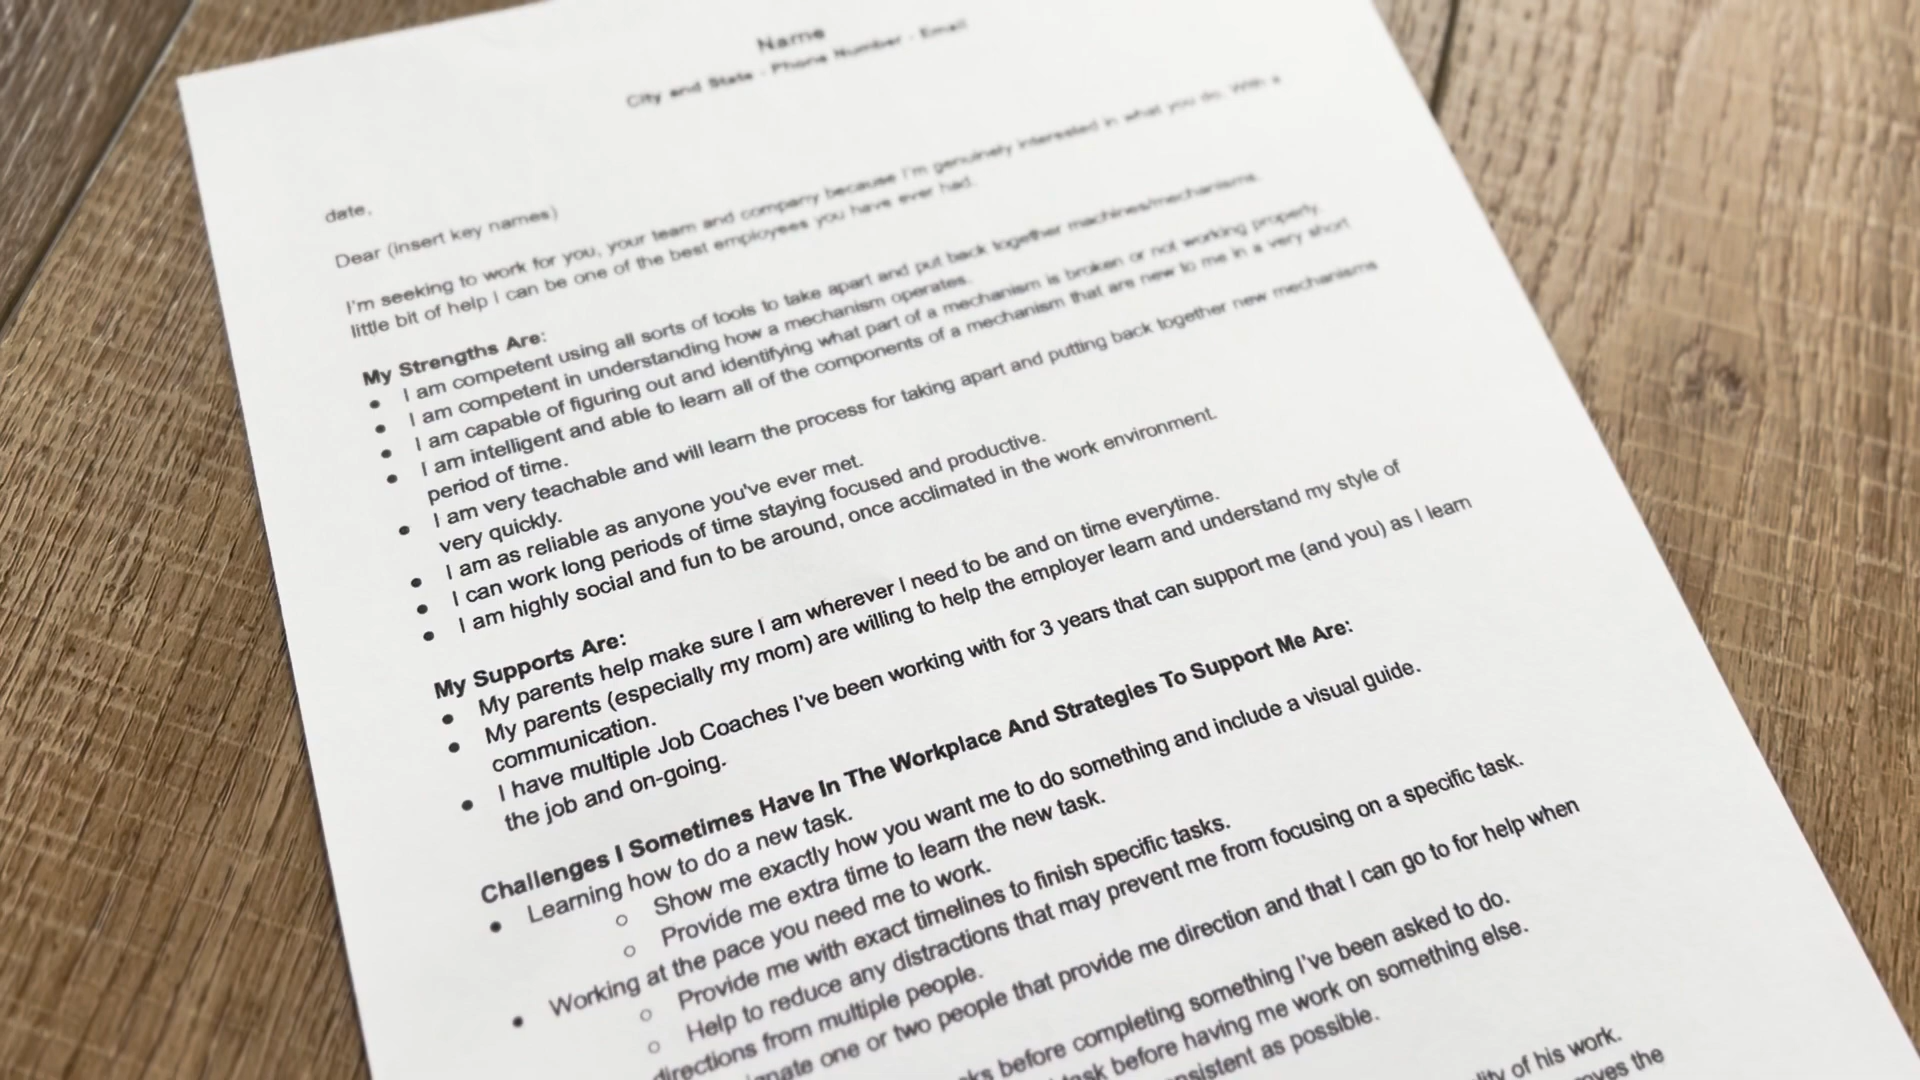 Name
City and State - Phone Number - Email
date,
Dear (insert key names)
I'm seeking to work for you, your team and company because I'm genuinely interested in what you do. With a
little bit of help I can be one of the best employees you have ever had.
My Strengths Are:
● I am competent using all sorts of tools to take apart and put back together machines/mechanisms.
● I am competent in understanding how a mechanism operates.
● I am capable of figuring out and identifying what part of a mechanism is broken or not working properly.
● I am intelligent and able to learn all of the components of a mechanism that are new to me in a very short
period of time.
● I am very teachable and will learn the process for taking apart and putting back together new mechanisms
very quickly.
● I am as reliable as anyone you've ever met.
● I can work long periods of time staying focused and productive.
● I am highly social and fun to be around, once acclimated in the work environment.
My Supports Are:
● My parents help make sure I am wherever I need to be and on time everytime.
● My parents (especially my mom) are willing to help the employer learn and understand my style of
communication.
● I have multiple Job Coaches I've been working with for 3 years that can support me (and you) as I learn
the job and on-going.
Challenges I Sometimes Have In The Workplace And Strategies To Support Me Are:
● Learning how to do a new task.
○ Show me exactly how you want me to do something and include a visual guide.
○ Provide me extra time to learn the new task.
● Working at the pace you need me to work.
○ Provide me with exact timelines to finish specific tasks.
○ Help to reduce any distractions that may prevent me from focusing on a specific task.
directions from multiple people.
one or two people that provide me direction and that I can go to for help when
before completing something I've been asked to do.
before having me work on something else.
as possible.
of his work.
the